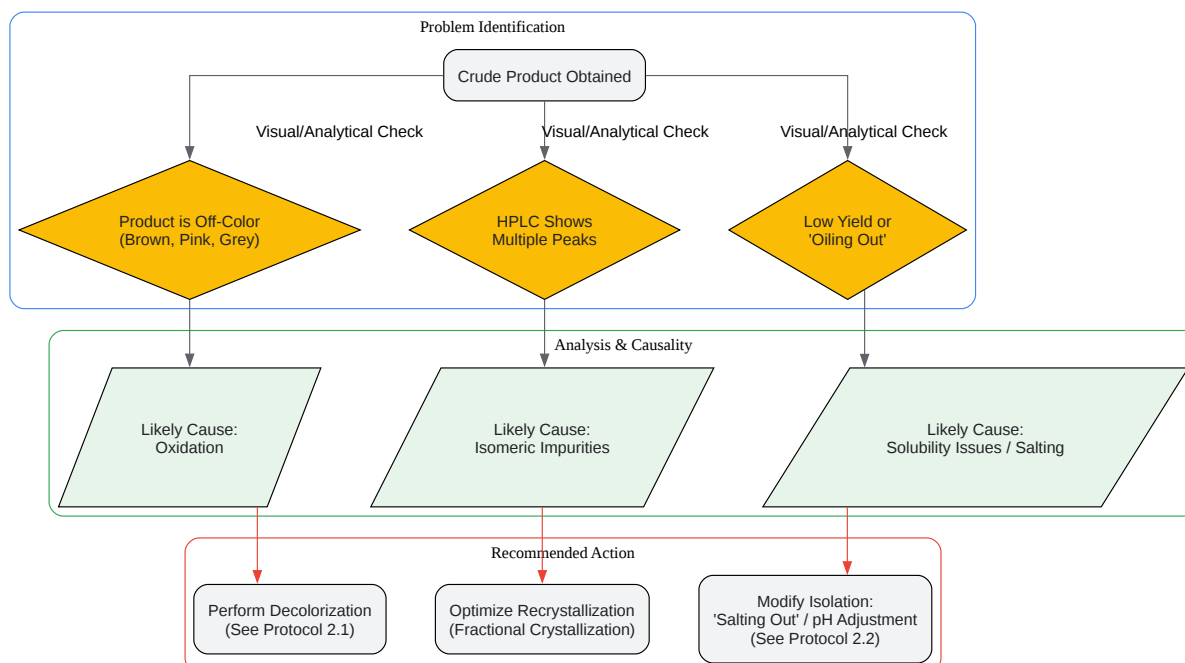 Problem Identification
Crude Product Obtained
Visual/Analytical Check
Visual/Analytical Check
Visual/Analytical Check
Product is Off-Color
(Brown, Pink, Grey)
HPLC Shows
Multiple Peaks
Low Yield or
'Oiling Out'
Analysis & Causality
Likely Cause:
Oxidation
Likely Cause:
Isomeric Impurities
Likely Cause:
Solubility Issues / Salting
Recommended Action
Perform Decolorization
(See Protocol 2.1)
Optimize Recrystallization
(Fractional Crystallization)
Modify Isolation:
'Salting Out' / pH Adjustment
(See Protocol 2.2)